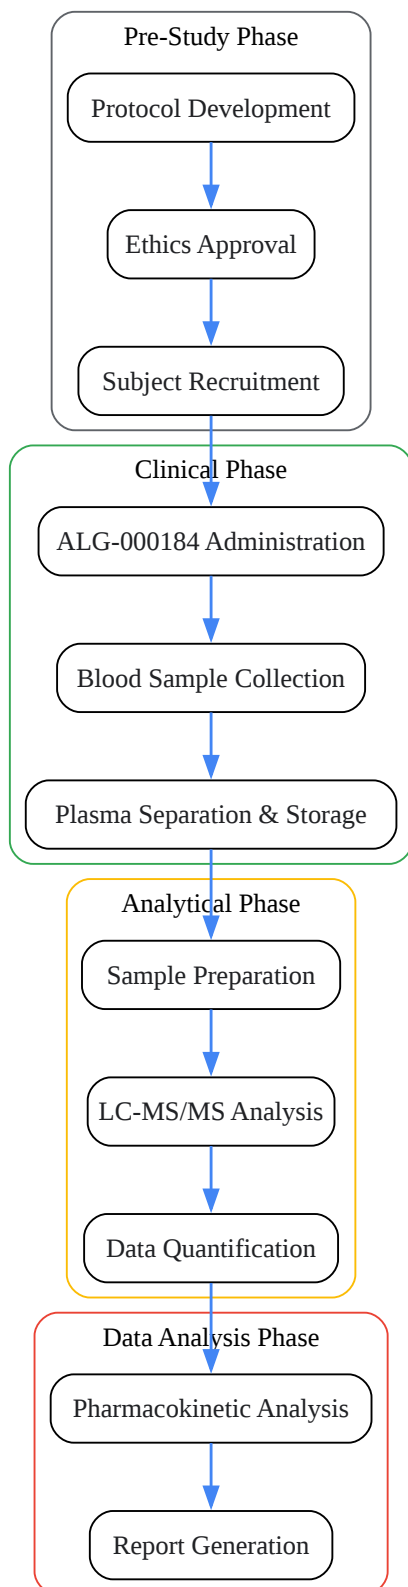 Pre-Study Phase
Protocol Development
Ethics Approval
Subject Recruitment
Clinical Phase
ALG-000184 Administration
Blood Sample Collection
Plasma Separation & Storage
Analytical Phase
Sample Preparation
LC-MS/MS Analysis
Data Quantification
Data Analysis Phase
Pharmacokinetic Analysis
Report Generation